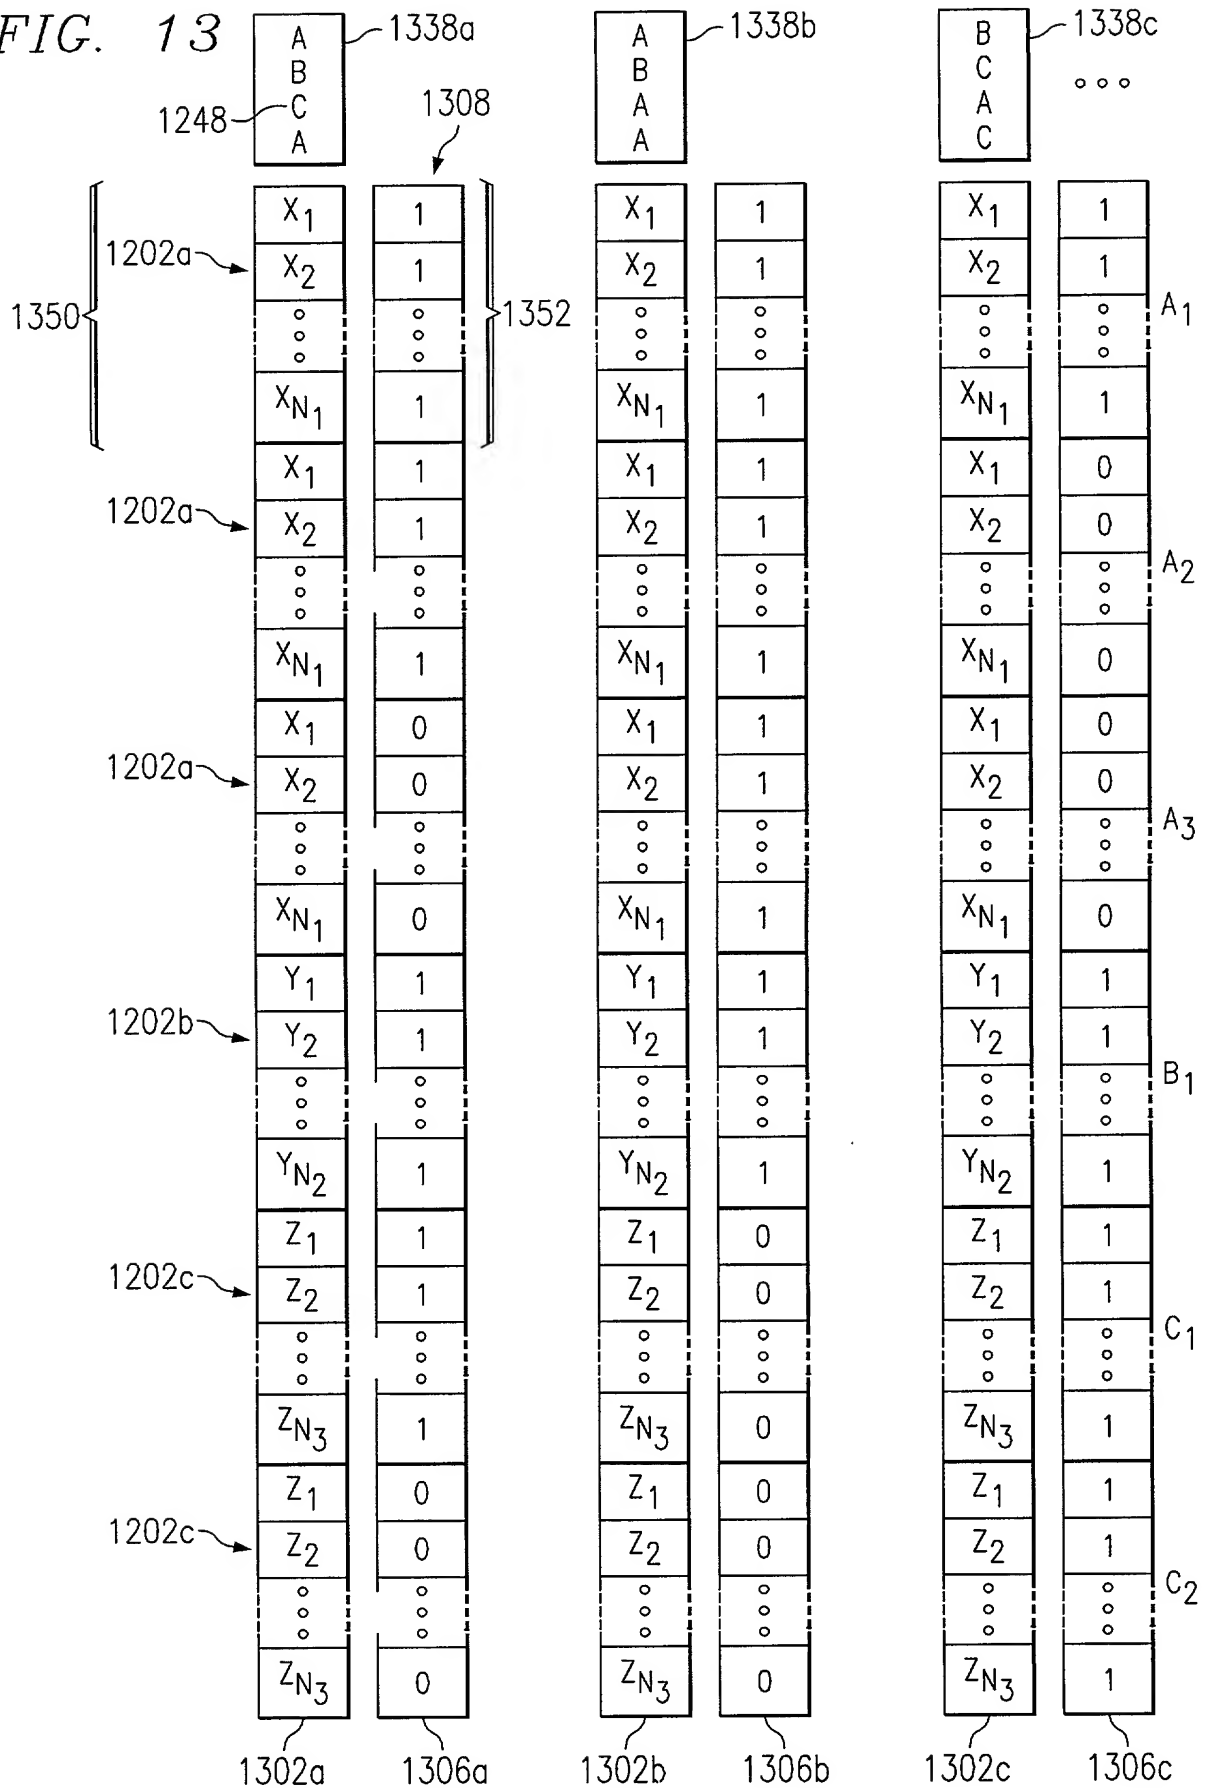 FIG. 13
A 1338a A 1338b B 1338c
B B C
1248 C A A
A A C
1308
X1 1 X1 1 X1 1
1202a X2 1 X2 1 X2 1
1350 1352 A1
XN1 1 XN1 1 XN1 1
X1 1 X1 1 X1 0
1202a X2 1 X2 1 X2 0
A2
XN1 1 XN1 1 XN1 0
X1 0 X1 1 X1 0
1202a X2 0 X2 1 X2 0
A3
XN1 0 XN1 1 XN1 0
Y1 1 Y1 1 Y1 1
1202b Y2 1 Y2 1 Y2 1
B1
YN2 1 YN2 1 YN2 1
Z1 1 Z1 0 Z1 1
1202c Z2 1 Z2 0 Z2 1
C1
ZN3 1 ZN3 0 ZN3 1
Z1 0 Z1 0 Z1 1
1202c Z2 0 Z2 0 Z2 1
C2
ZN3 0 ZN3 0 ZN3 1
1302a 1306a 1302b 1306b 1302c 1306c